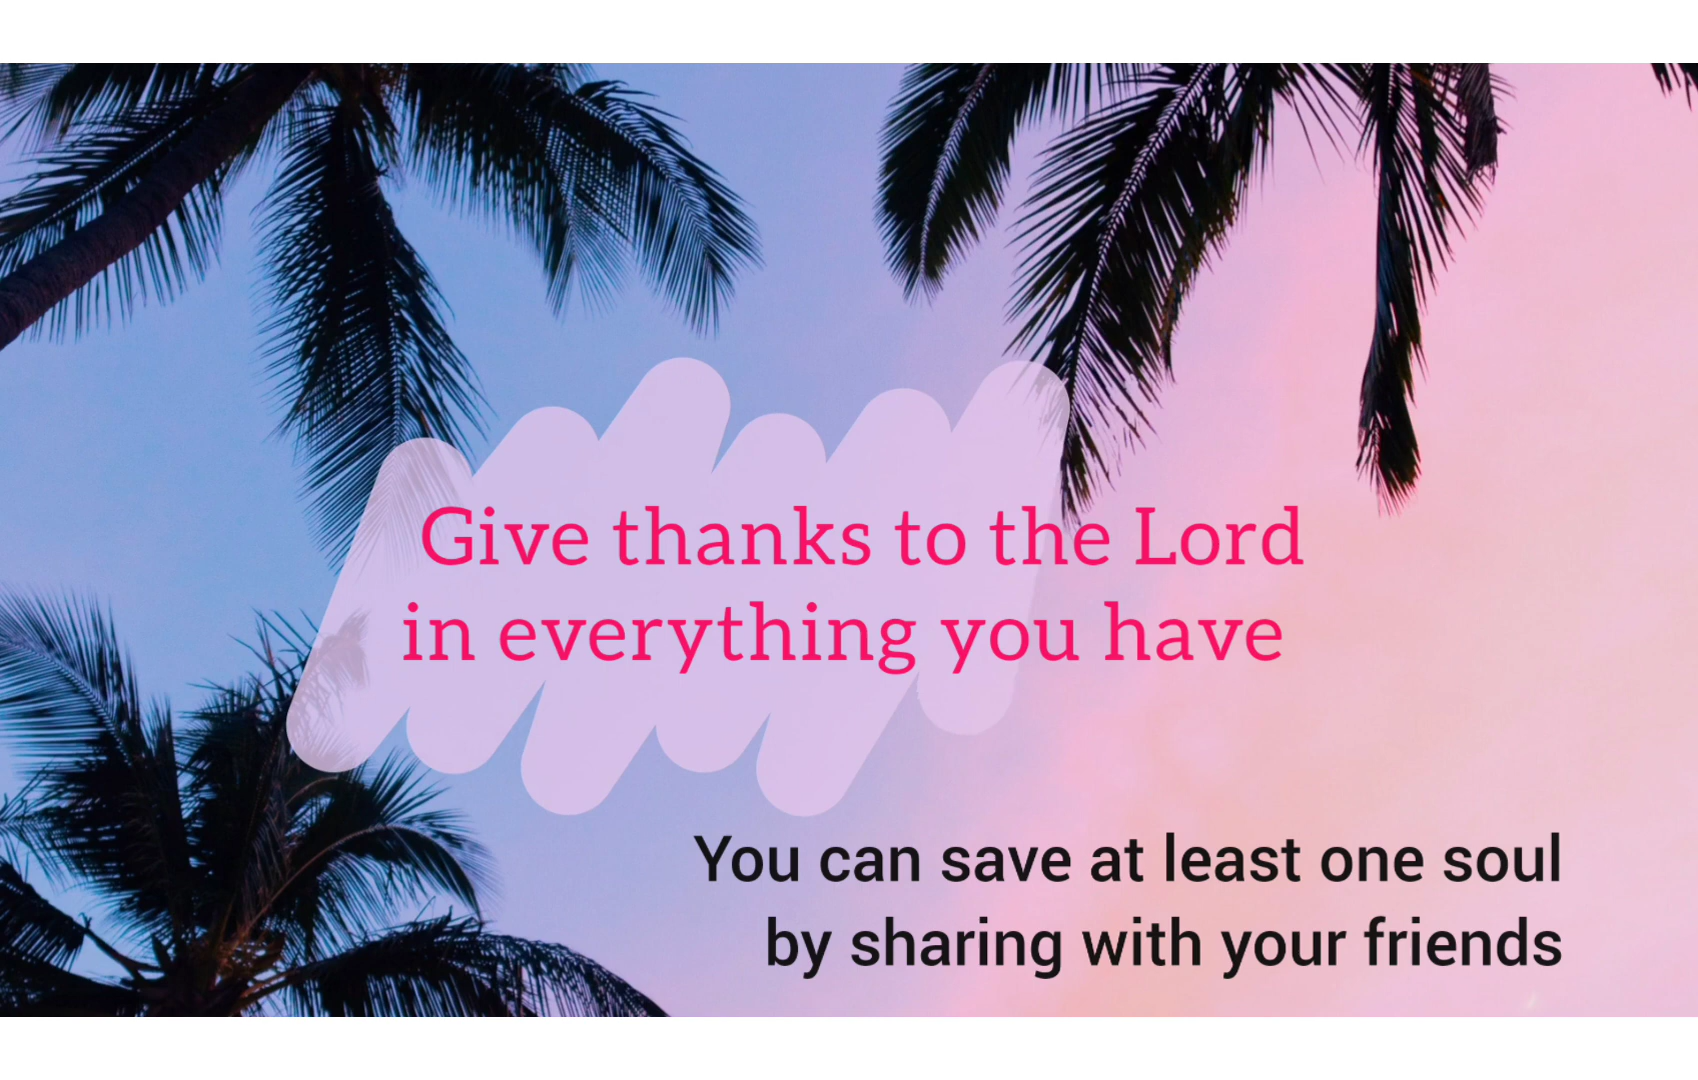 Give thanks to the Lord
in everything you have
You can save at least one soul
by sharing with your friends